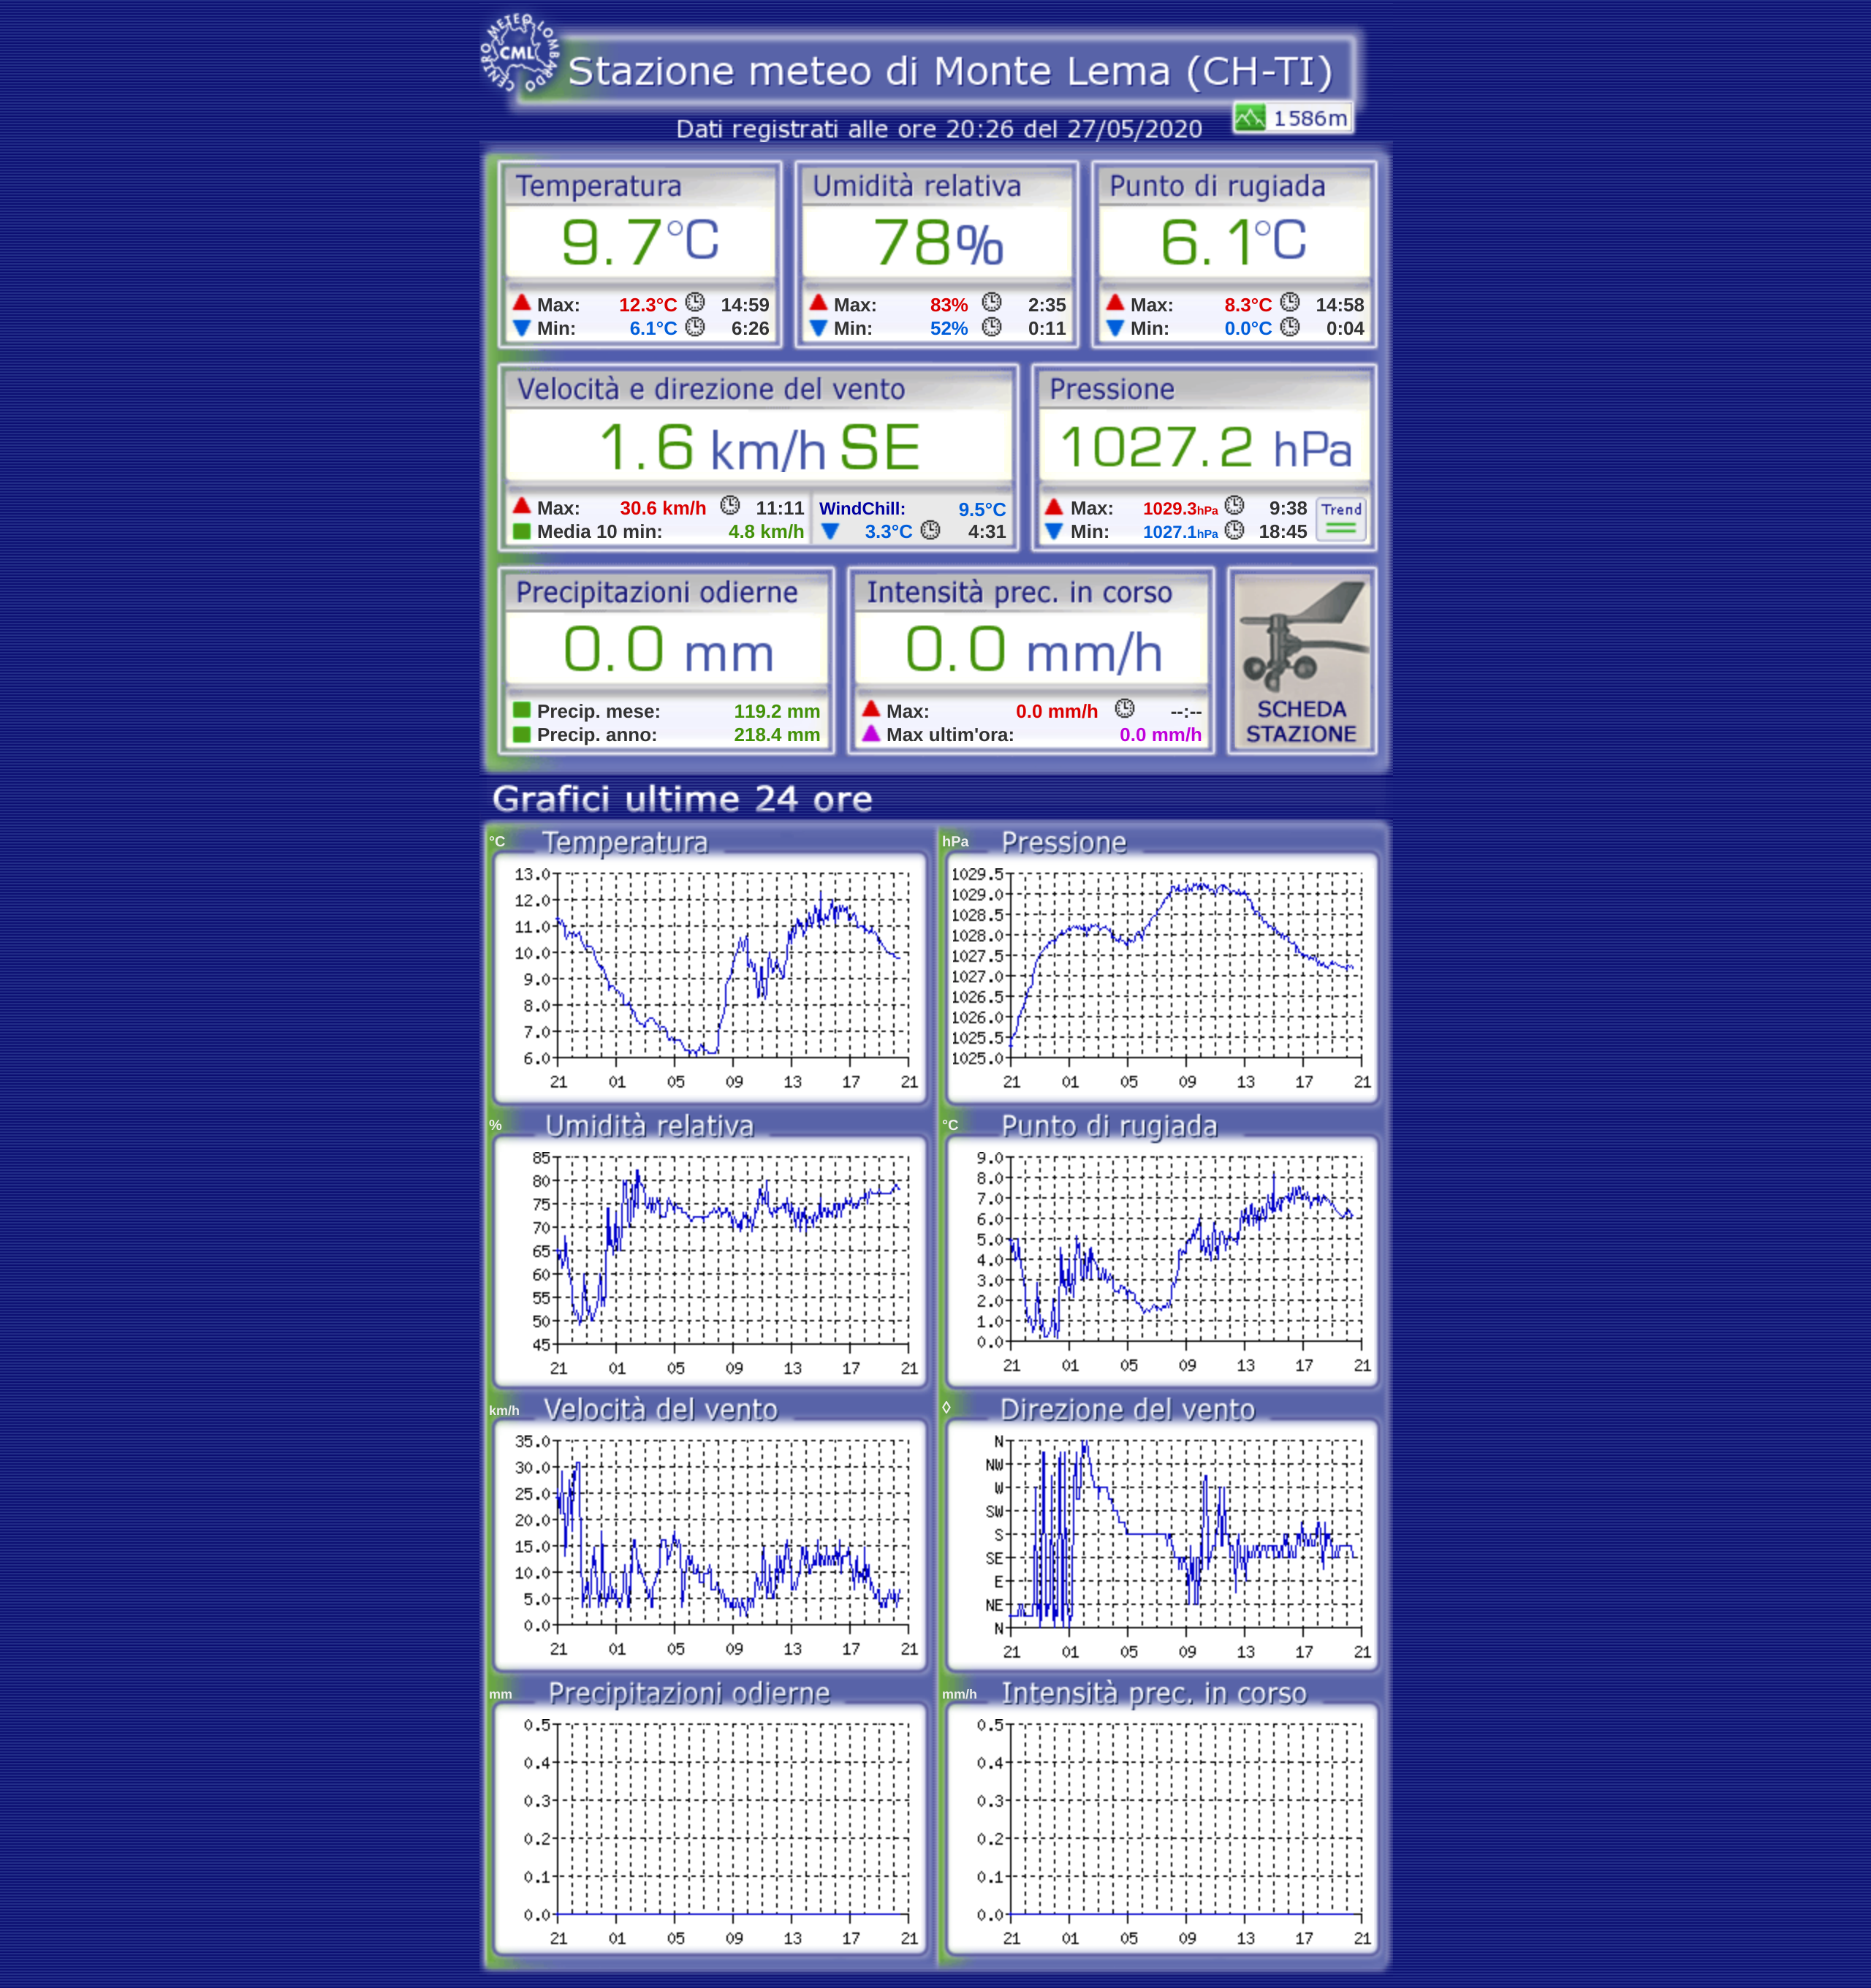 CENTRO METEO LOMBARDO
CML
Stazione meteo di Monte Lema (CH-TI)
1586m
Dati registrati alle ore 20:26 del 27/05/2020
Temperatura
9.7°C
Max: 12.3°C 14:59
Min: 6.1°C 6:26
Umidità relativa
78%
Max: 83% 2:35
Min: 52% 0:11
Punto di rugiada
6.1°C
Max: 8.3°C 14:58
Min: 0.0°C 0:04
Velocità e direzione del vento
1.6 km/h SE
Max: 30.6 km/h 11:11
Media 10 min: 4.8 km/h
WindChill: 9.5°C
3.3°C 4:31
Pressione
1027.2 hPa
Max: 1029.3hPa 9:38
Min: 1027.1hPa 18:45
Trend
Precipitazioni odierne
0.0 mm
Precip. mese: 119.2 mm
Precip. anno: 218.4 mm
Intensità prec. in corso
0.0 mm/h
Max: 0.0 mm/h --:--
Max ultim'ora: 0.0 mm/h
SCHEDA
STAZIONE
Grafici ultime 24 ore
°C Temperatura
13.0
12.0
11.0
10.0
9.0
8.0
7.0
6.0
21 01 05 09 13 17 21
hPa Pressione
1029.5
1029.0
1028.5
1028.0
1027.5
1027.0
1026.5
1026.0
1025.5
1025.0
21 01 05 09 13 17 21
% Umidità relativa
85
80
75
70
65
60
55
50
45
21 01 05 09 13 17 21
°C Punto di rugiada
9.0
8.0
7.0
6.0
5.0
4.0
3.0
2.0
1.0
0.0
21 01 05 09 13 17 21
km/h Velocità del vento
35.0
30.0
25.0
20.0
15.0
10.0
5.0
0.0
21 01 05 09 13 17 21
◊ Direzione del vento
N
NW
W
SW
S
SE
E
NE
N
21 01 05 09 13 17 21
mm Precipitazioni odierne
0.5
0.4
0.3
0.2
0.1
0.0
21 01 05 09 13 17 21
mm/h Intensità prec. in corso
0.5
0.4
0.3
0.2
0.1
0.0
21 01 05 09 13 17 21